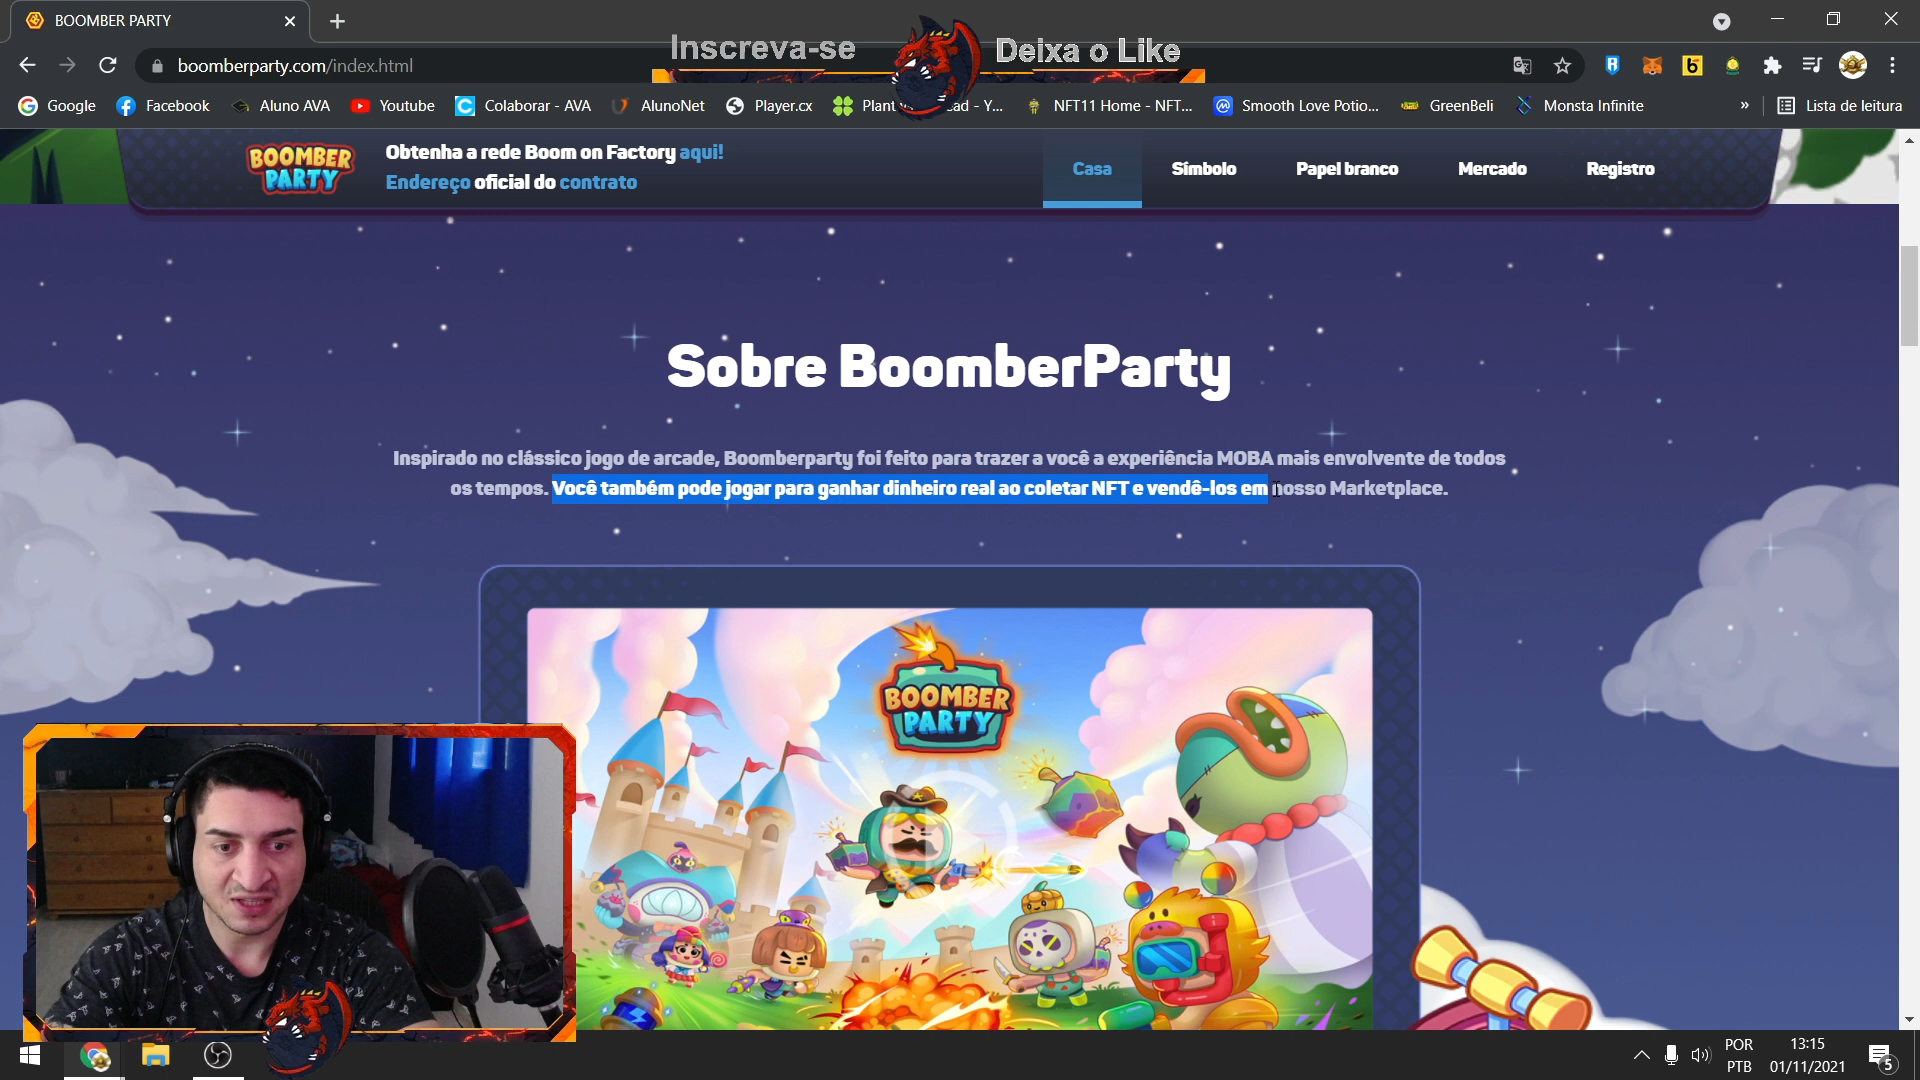 BOOMBER PARTY
Inscreva-se
Deixa o Like
boomberparty.com/index.html
Google
Facebook
Aluno AVA
Youtube
Colaborar - AVA
AlunoNet
Player.cx
Plant
ad - Y...
NFT11 Home - NFT...
Smooth Love Potio...
GreenBeli
Monsta Infinite
»
Lista de leitura
BOOMBER
PARTY
Obtenha a rede Boom on Factory aqui!
Endereço oficial do contrato
Casa
Símbolo
Papel branco
Mercado
Registro
Sobre BoomberParty
Inspirado no clássico jogo de arcade, Boomberparty foi feito para trazer a você a experiência MOBA mais envolvente de todos
os tempos. Você também pode jogar para ganhar dinheiro real ao coletar NFT e vendê-los em nosso Marketplace.
BOOMBER
PARTY
POR
PTB
13:15
01/11/2021
5